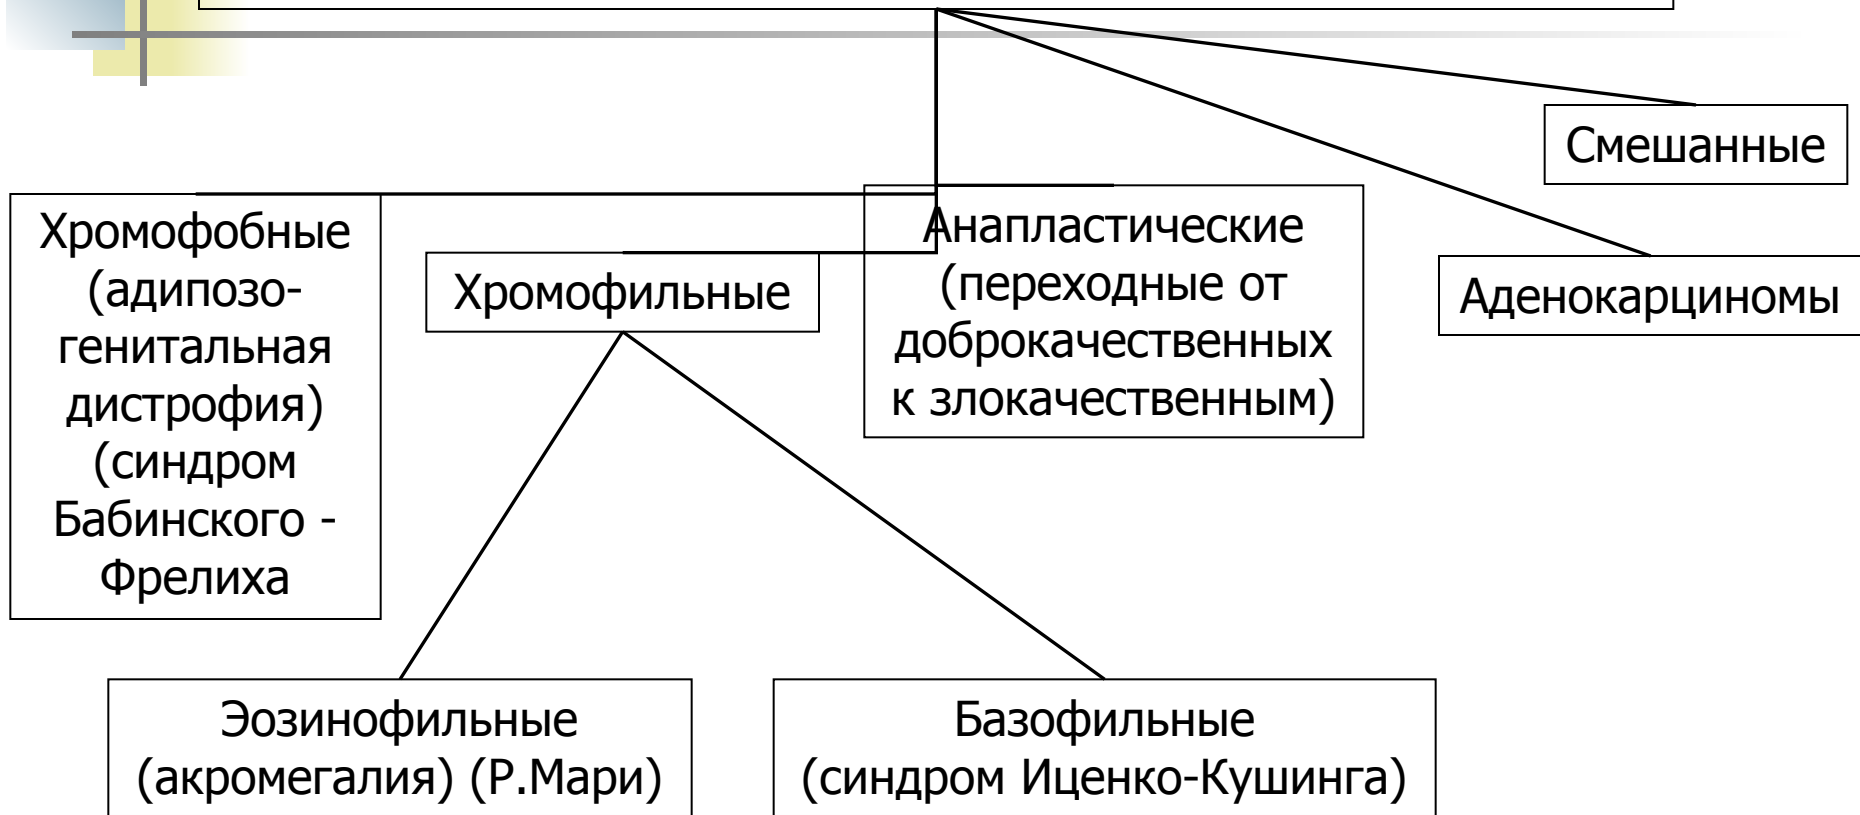 Смешанные
Хромофобные
(адипозо-
генитальная
дистрофия)
(синдром
Бабинского -
Фрелиха
Хромофильные
Анапластические
(переходные от
доброкачественных
к злокачественным)
Аденокарциномы
Эозинофильные
(акромегалия) (Р.Мари)
Базофильные
(синдром Иценко-Кушинга)